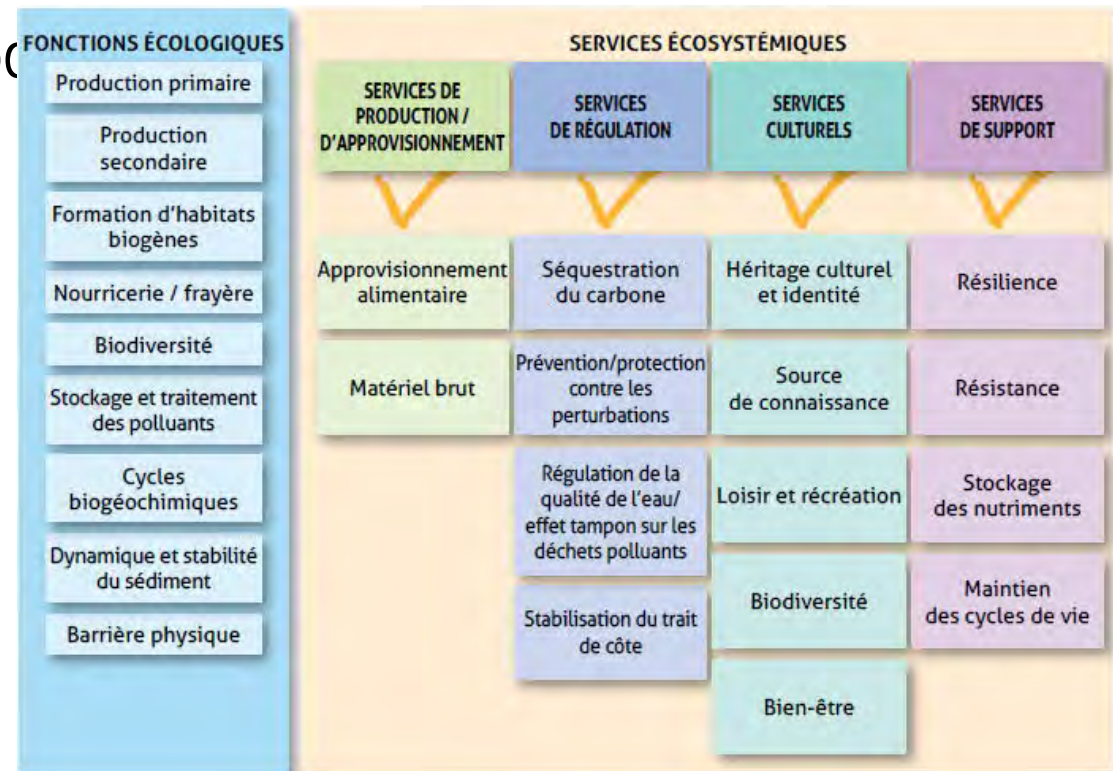 FONCTIONS ÉCOLOGIQUES
Production primaire
Production
secondaire
Formation d'habitats
biogènes
Nourricerie / frayère
Biodiversité
Stockage et traitement
des polluants
Cycles
biogéochimiques
Dynamique et stabilité
du sédiment
Barrière physique
SERVICES ÉCOSYSTÉMIQUES
SERVICES DE
PRODUCTION /
D'APPROVISIONNEMENT
Approvisionnement
alimentaire
Matériel brut
SERVICES
DE RÉGULATION
Séquestration
du carbone
Prévention/protection
contre les
perturbations
Régulation de la
qualité de l'eau/
effet tampon sur les
déchets polluants
Stabilisation du trait
de côte
SERVICES
CULTURELS
Héritage culturel
et identité
Source
de connaissance
Loisir et récréation
Biodiversité
Bien-être
SERVICES
DE SUPPORT
Résilience
Résistance
Stockage
des nutriments
Maintien
des cycles de vie